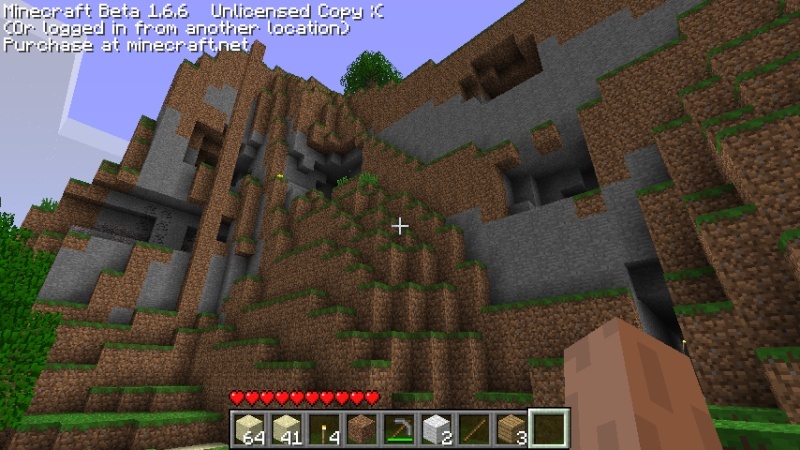 Minecraft Beta 1.6.6   Unlicensed Copy :(
(Or logged in from another location)
Purchase at minecraft.net
64 41 4 2 3